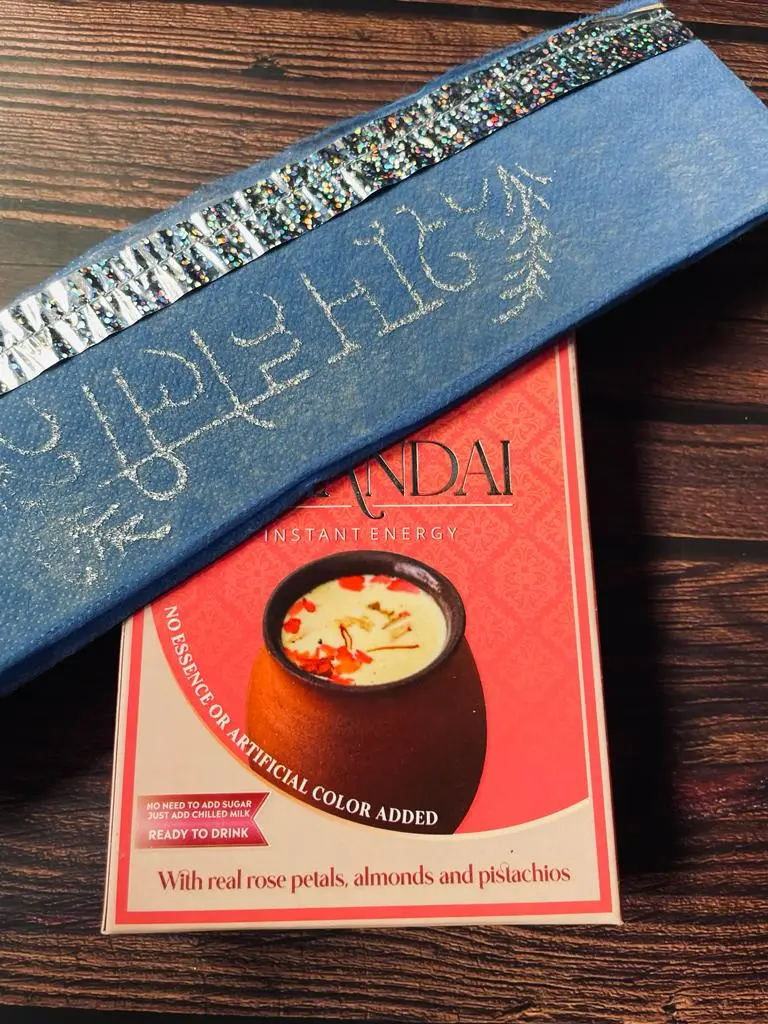 ANDAI
INSTANT ENERGY
NO ESSENCE OR ARTIFICIAL COLOR ADDED
NO NEED TO ADD SUGAR
JUST ADD CHILLED MILK
READY TO DRINK
With real rose petals, almonds and pistachios